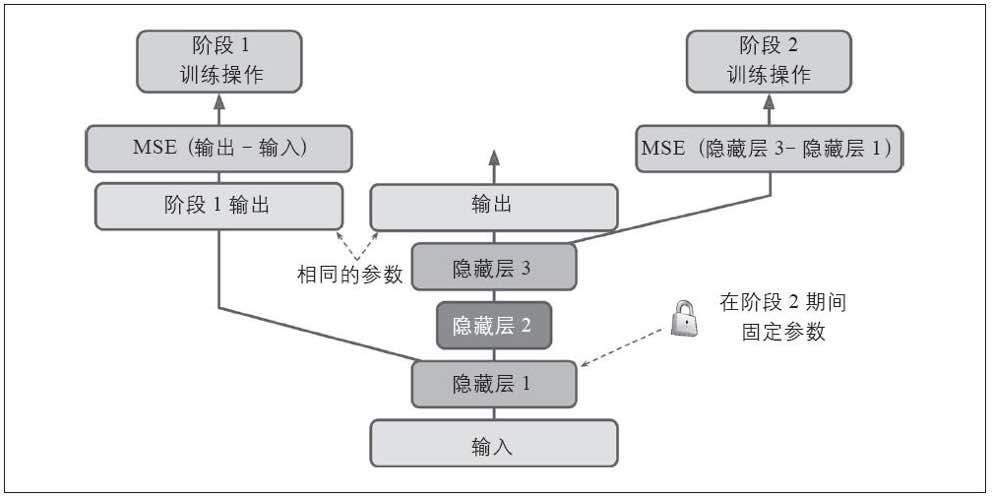 阶段 1
训练操作
阶段 2
训练操作
MSE (输出 – 输入)
MSE（隐藏层 3– 隐藏层 1）
阶段 1 输出
输出
相同的参数
隐藏层 3
隐藏层 2
在阶段 2 期间
固定参数
隐藏层 1
输入